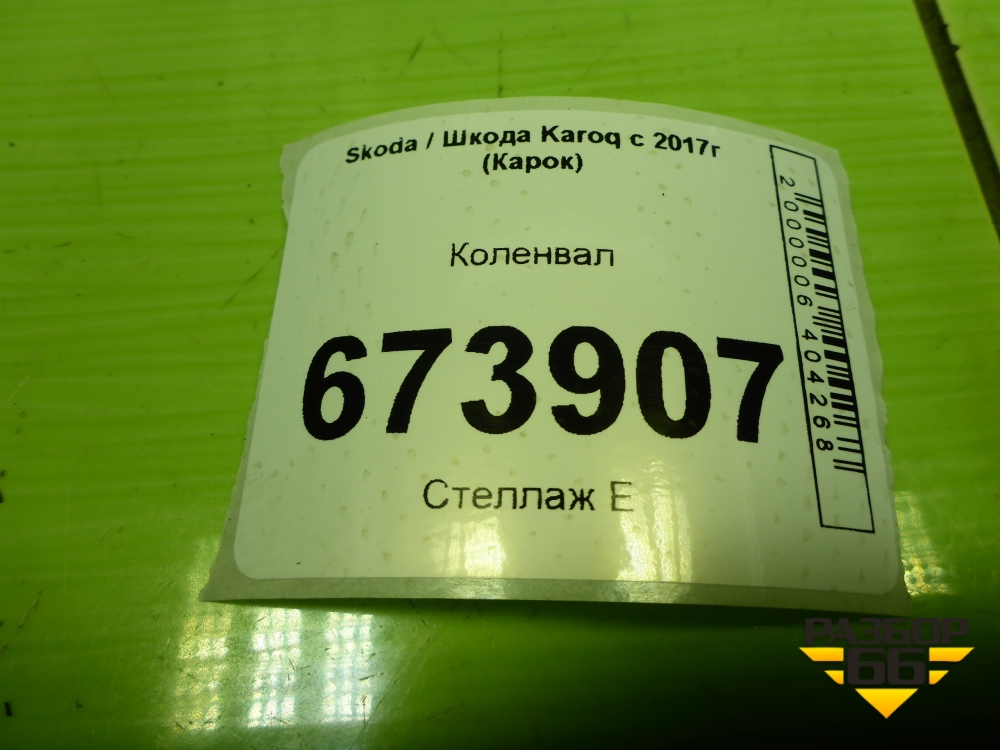 Skoda / Шкода Karoq с 2017г
(Карок)
Коленвал
673907
Стеллаж Е
2000006404268
РАЗБОР
66